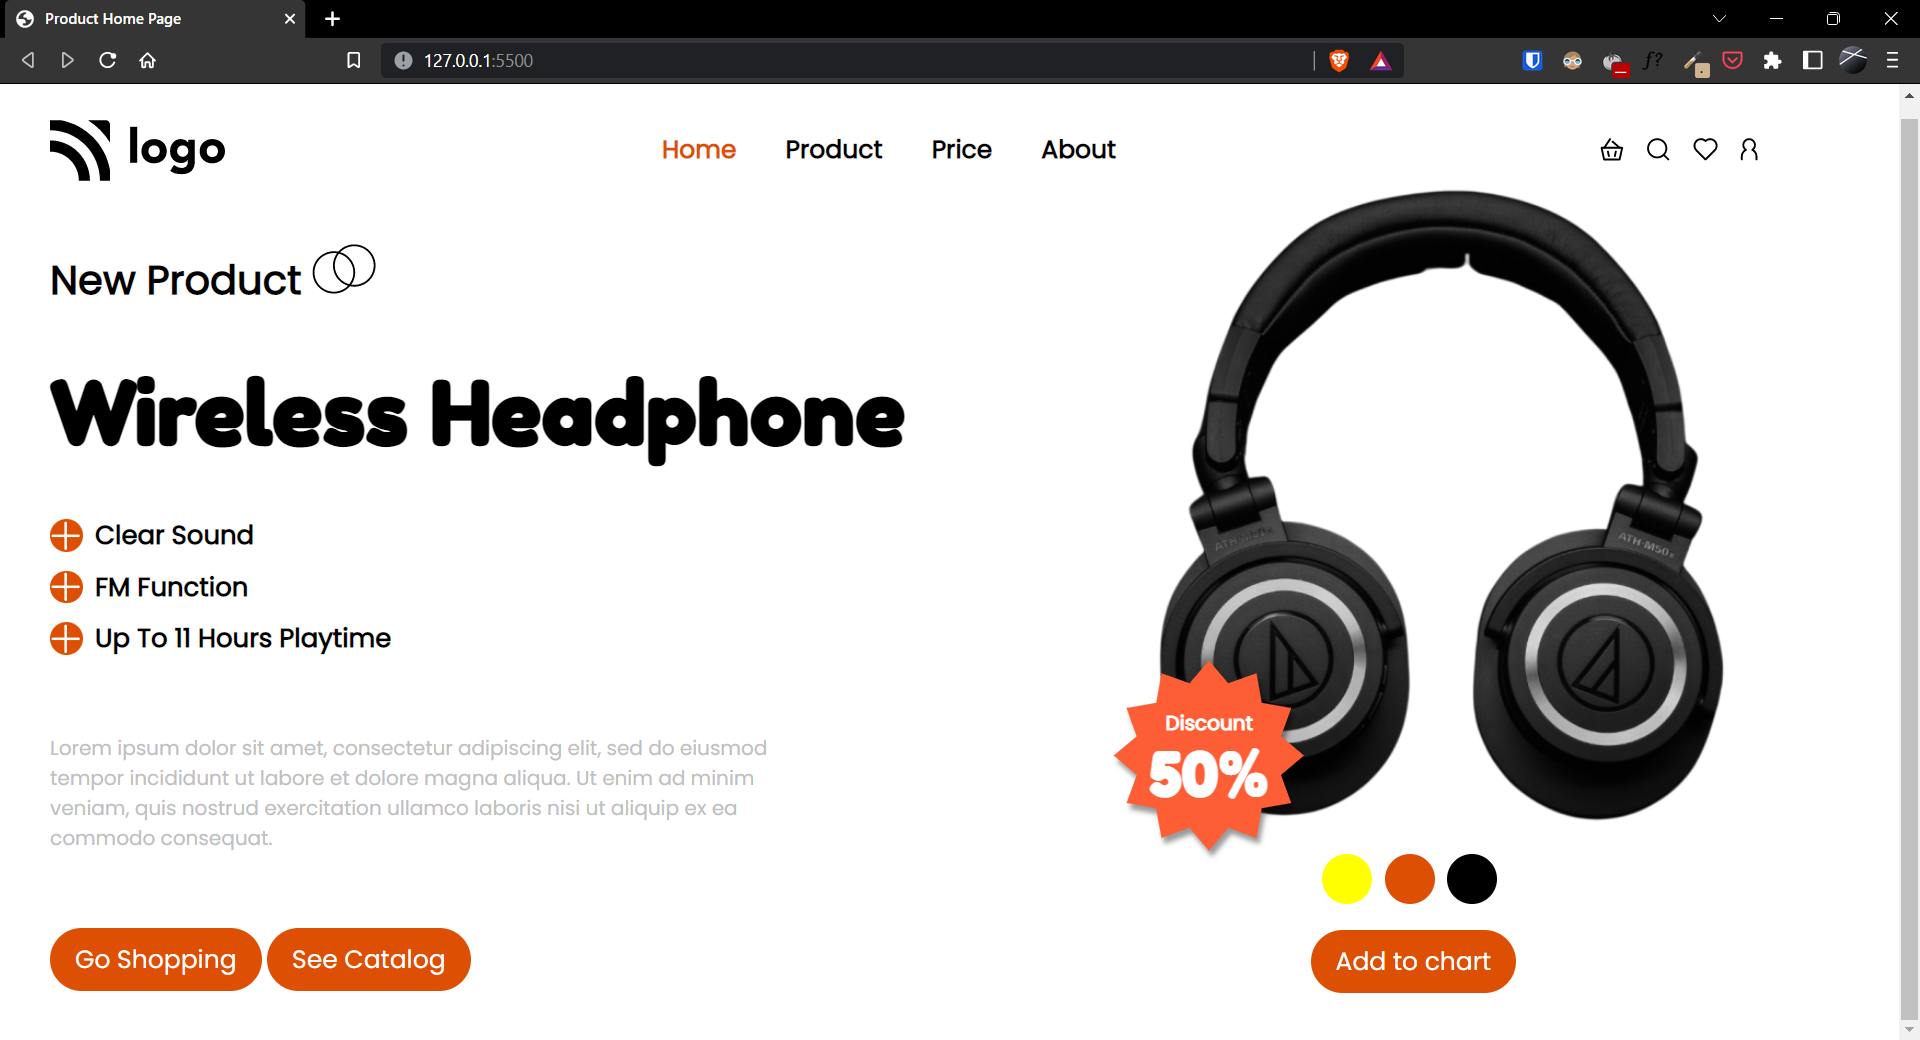 Product Home Page
127.0.0.1:5500
f?
logo
Home Product Price About
New Product
Wireless Headphone
Clear Sound
FM Function
Up To 11 Hours Playtime
Lorem ipsum dolor sit amet, consectetur adipiscing elit, sed do eiusmod
tempor incididunt ut labore et dolore magna aliqua. Ut enim ad minim
veniam, quis nostrud exercitation ullamco laboris nisi ut aliquip ex ea
commodo consequat.
Go Shopping See Catalog
ATH-M50x
ATH-M50x
Discount
50%
Add to chart